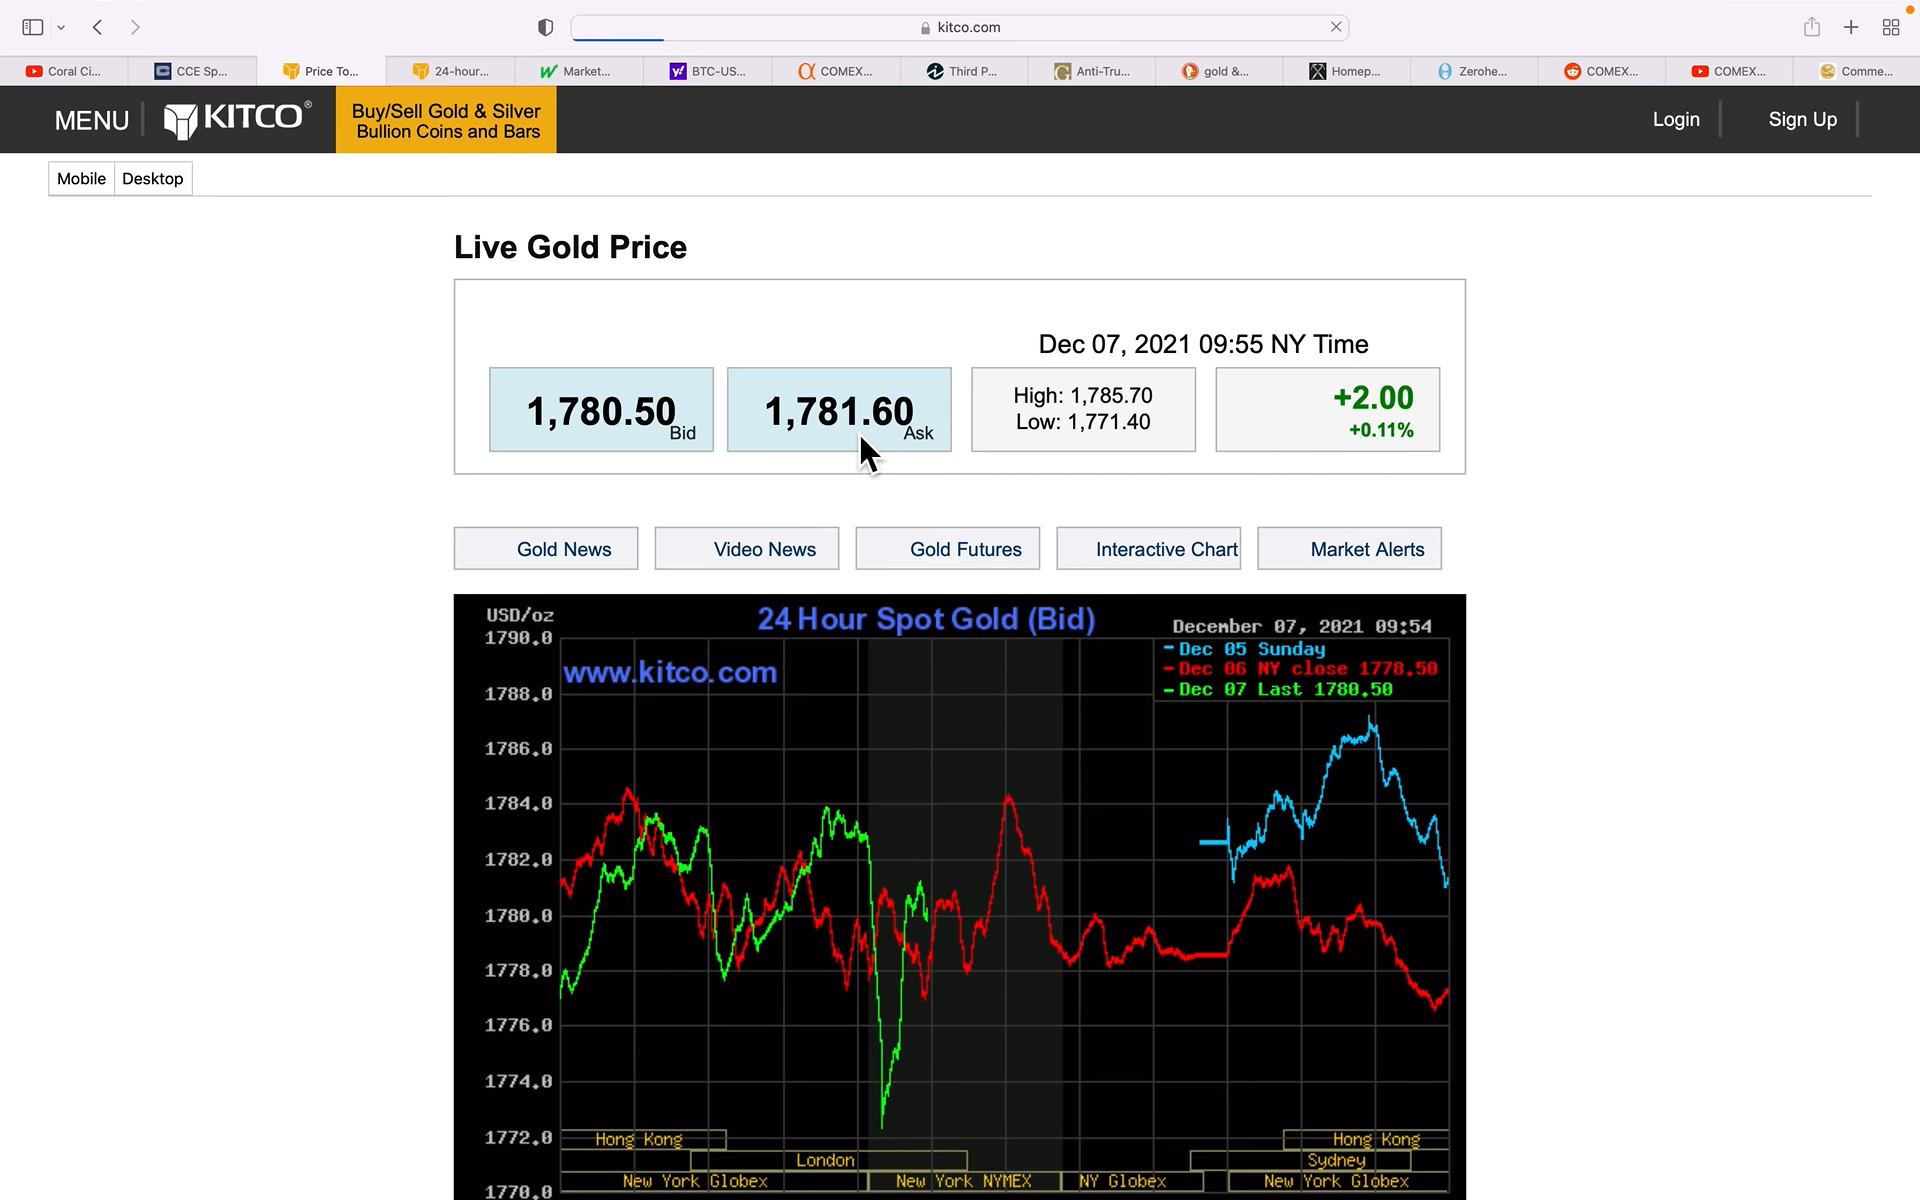 kitco.com
Coral Ci...
CCE Sp...
Price To...
24-hour...
Market...
BTC-US...
COMEX...
Third P...
Anti-Tru...
gold &...
Homep...
Zerohe...
COMEX...
COMEX...
Comme...
MENU
KITCO®
Buy/Sell Gold & Silver
Bullion Coins and Bars
Login
Sign Up
Mobile
Desktop
Live Gold Price
Dec 07, 2021 09:55 NY Time
1,780.50
Bid
1,781.60
Ask
High: 1,785.70
Low: 1,771.40
+2.00
+0.11%
Gold News
Video News
Gold Futures
Interactive Chart
Market Alerts
USD/oz
24 Hour Spot Gold (Bid)
December 07, 2021 09:54
www.kitco.com
Dec 05 Sunday
Dec 06 NY close 1778.50
Dec 07 Last 1780.50
1790.0
1788.0
1786.0
1784.0
1782.0
1780.0
1778.0
1776.0
1774.0
1772.0
1770.0
Hong Kong
Hong Kong
London
Sydney
New York Globex
New York NYMEX
NY Globex
New York Globex